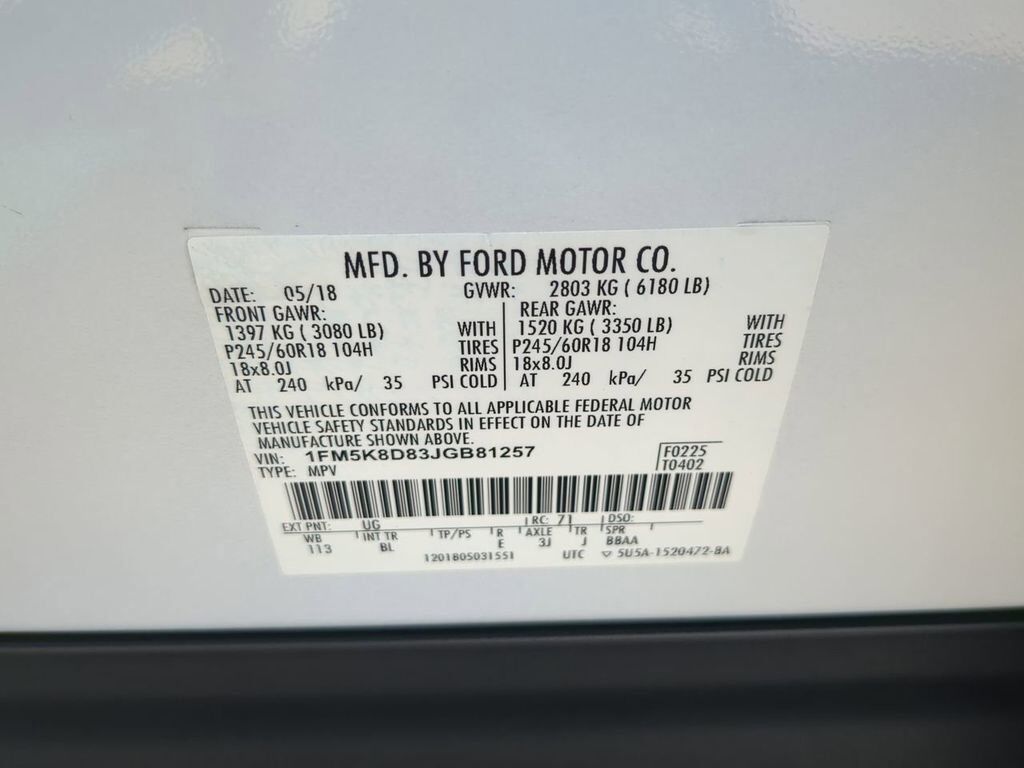 MFD. BY FORD MOTOR CO.
DATE: 05/18 GVWR: 2803 KG ( 6180 LB)
FRONT GAWR: REAR GAWR:
1397 KG ( 3080 LB) WITH 1520 KG ( 3350 LB) WITH
P245/60R18 104H TIRES P245/60R18 104H TIRES
18x8.0J RIMS 18x8.0J RIMS
AT 240 kPa/ 35 PSI COLD AT 240 kPa/ 35 PSI COLD
THIS VEHICLE CONFORMS TO ALL APPLICABLE FEDERAL MOTOR
VEHICLE SAFETY STANDARDS IN EFFECT ON THE DATE OF
MANUFACTURE SHOWN ABOVE.
VIN: 1FM5K8D83JGB81257 F0225
TYPE: MPV T0402
EXT PNT: UG RC: 71 DSO:
WB INT TR TP/PS R AXLE TR SPR
113 BL E 3J J BBAA
1201805031551 UTC ▽ 5U5A-1520472-BA